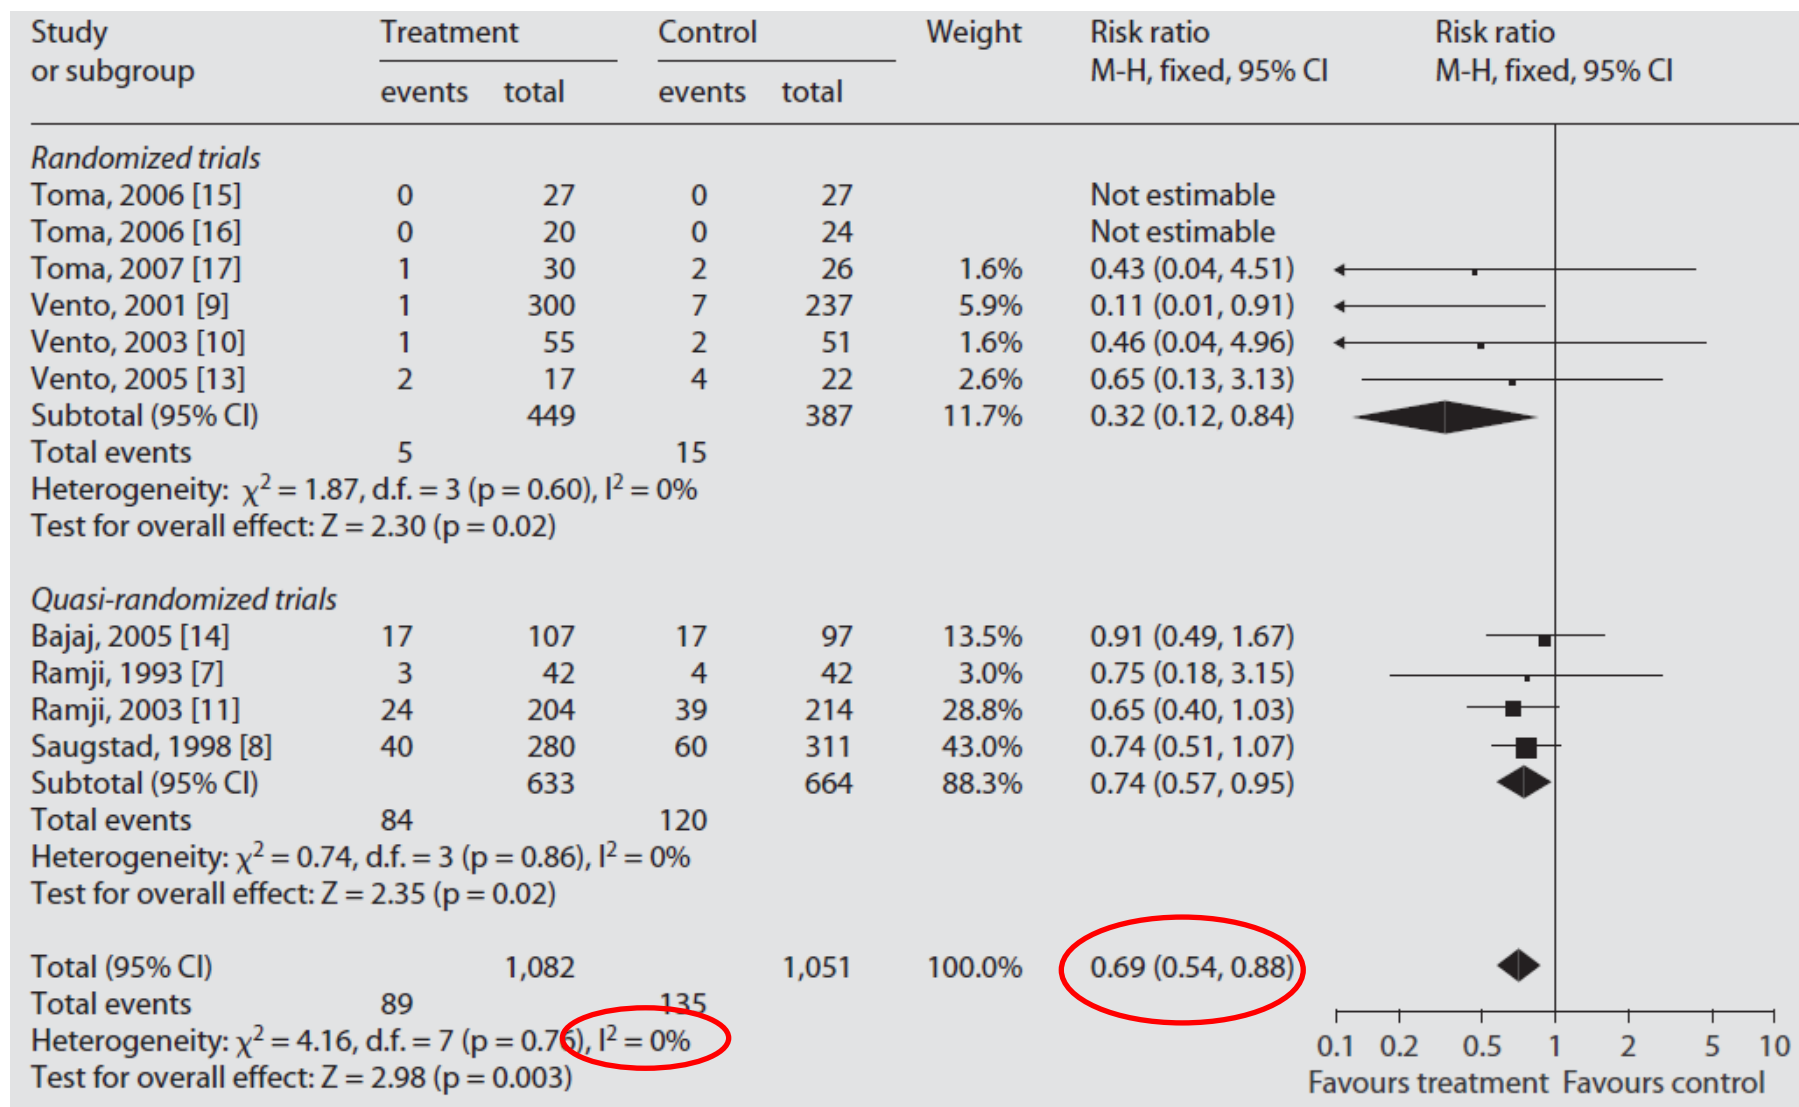 Study Treatment Control Weight Risk ratio Risk ratio
or subgroup M-H, fixed, 95% CI M-H, fixed, 95% CI
events total events total
Randomized trials
Toma, 2006 [15] 0 27 0 27 Not estimable
Toma, 2006 [16] 0 20 0 24 Not estimable
Toma, 2007 [17] 1 30 2 26 1.6% 0.43 (0.04, 4.51)
Vento, 2001 [9] 1 300 7 237 5.9% 0.11 (0.01, 0.91)
Vento, 2003 [10] 1 55 2 51 1.6% 0.46 (0.04, 4.96)
Vento, 2005 [13] 2 17 4 22 2.6% 0.65 (0.13, 3.13)
Subtotal (95% CI) 449 387 11.7% 0.32 (0.12, 0.84)
Total events 5 15
Heterogeneity: χ² = 1.87, d.f. = 3 (p = 0.60), I² = 0%
Test for overall effect: Z = 2.30 (p = 0.02)
Quasi-randomized trials
Bajaj, 2005 [14] 17 107 17 97 13.5% 0.91 (0.49, 1.67)
Ramji, 1993 [7] 3 42 4 42 3.0% 0.75 (0.18, 3.15)
Ramji, 2003 [11] 24 204 39 214 28.8% 0.65 (0.40, 1.03)
Saugstad, 1998 [8] 40 280 60 311 43.0% 0.74 (0.51, 1.07)
Subtotal (95% CI) 633 664 88.3% 0.74 (0.57, 0.95)
Total events 84 120
Heterogeneity: χ² = 0.74, d.f. = 3 (p = 0.86), I² = 0%
Test for overall effect: Z = 2.35 (p = 0.02)
Total (95% CI) 1,082 1,051 100.0% 0.69 (0.54, 0.88)
Total events 89 135
Heterogeneity: χ² = 4.16, d.f. = 7 (p = 0.76), I² = 0%
Test for overall effect: Z = 2.98 (p = 0.003)
0.1 0.2 0.5 1 2 5 10
Favours treatment Favours control